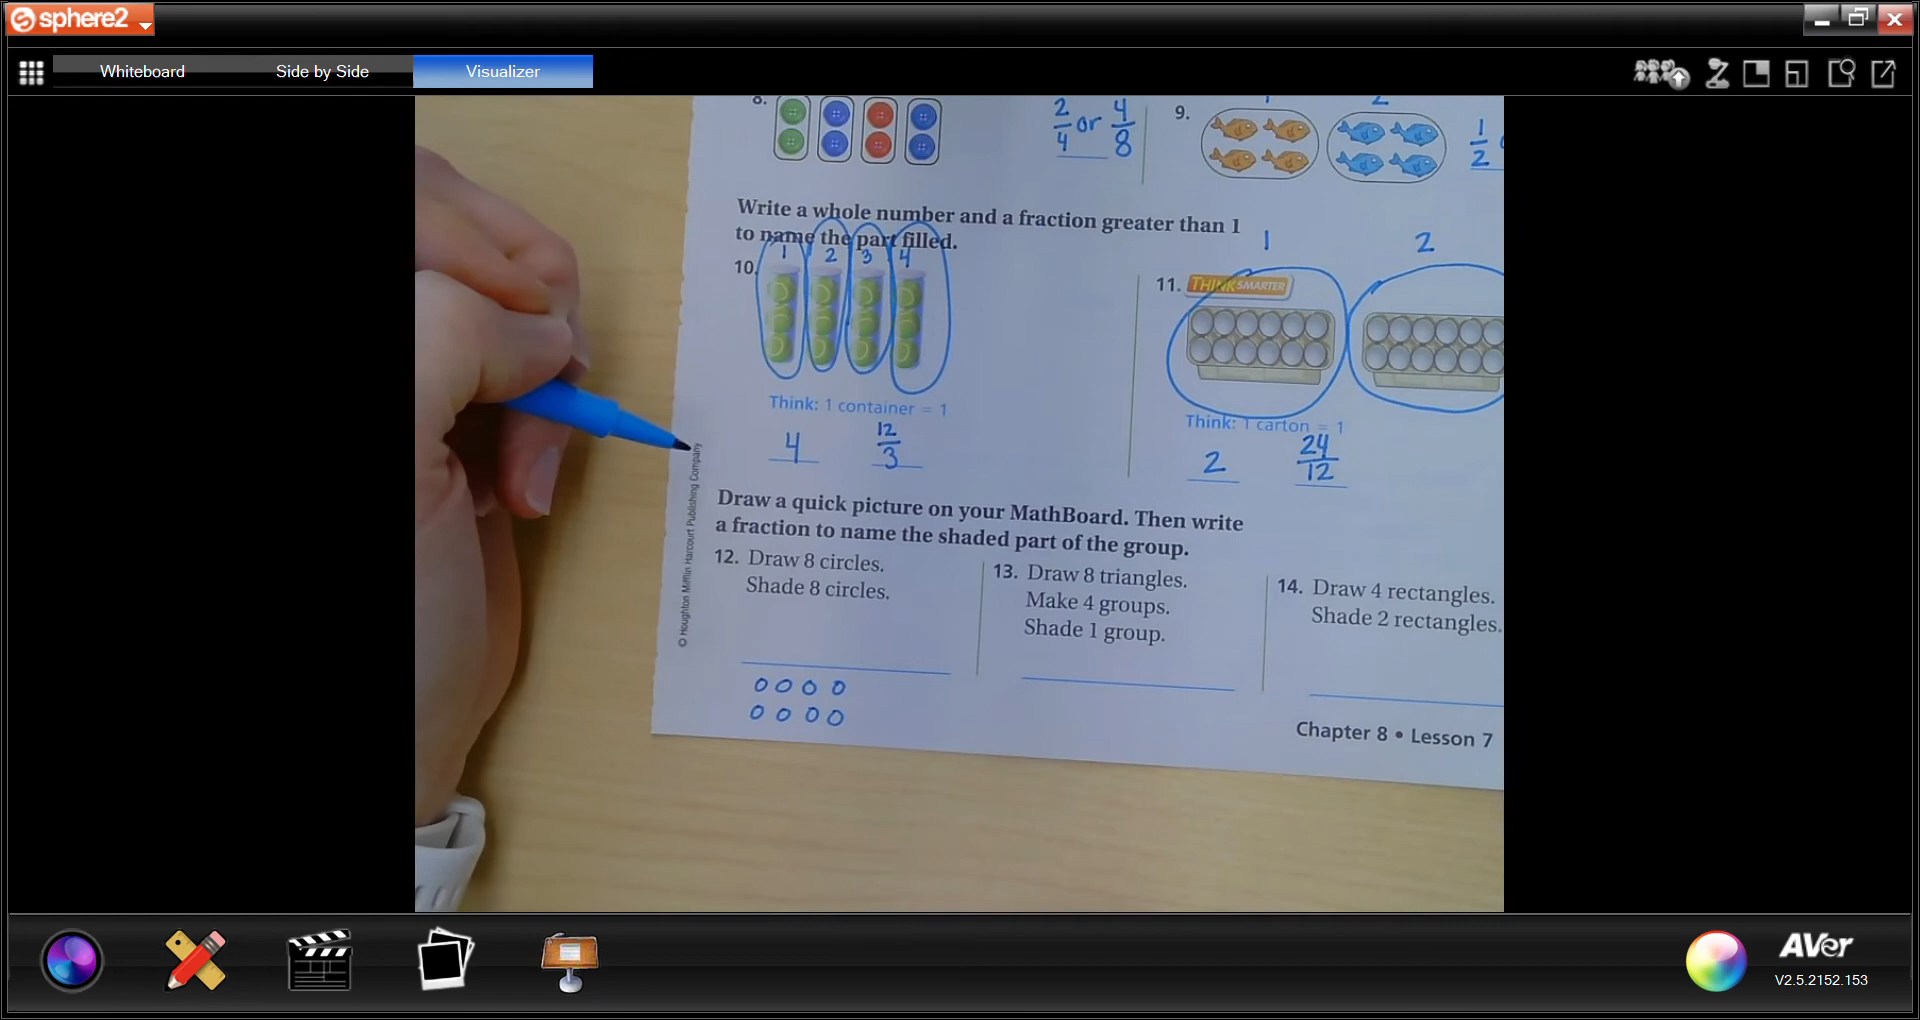 sphere2
Whiteboard Side by Side Visualizer
8. 2/4 or 4/8
9. 1 2
1/2
Write a whole number and a fraction greater than 1
to name the part filled.
10. 1 2 3 4
Think: 1 container = 1
4 12/3
11. THINK SMARTER
1 2
Think: 1 carton = 1
2 24/12
Draw a quick picture on your MathBoard. Then write
a fraction to name the shaded part of the group.
12. Draw 8 circles.
Shade 8 circles.
13. Draw 8 triangles.
Make 4 groups.
Shade 1 group.
14. Draw 4 rectangles.
Shade 2 rectangles.
© Houghton Mifflin Harcourt Publishing Company
Chapter 8 • Lesson 7
AVer
V2.5.2152.153